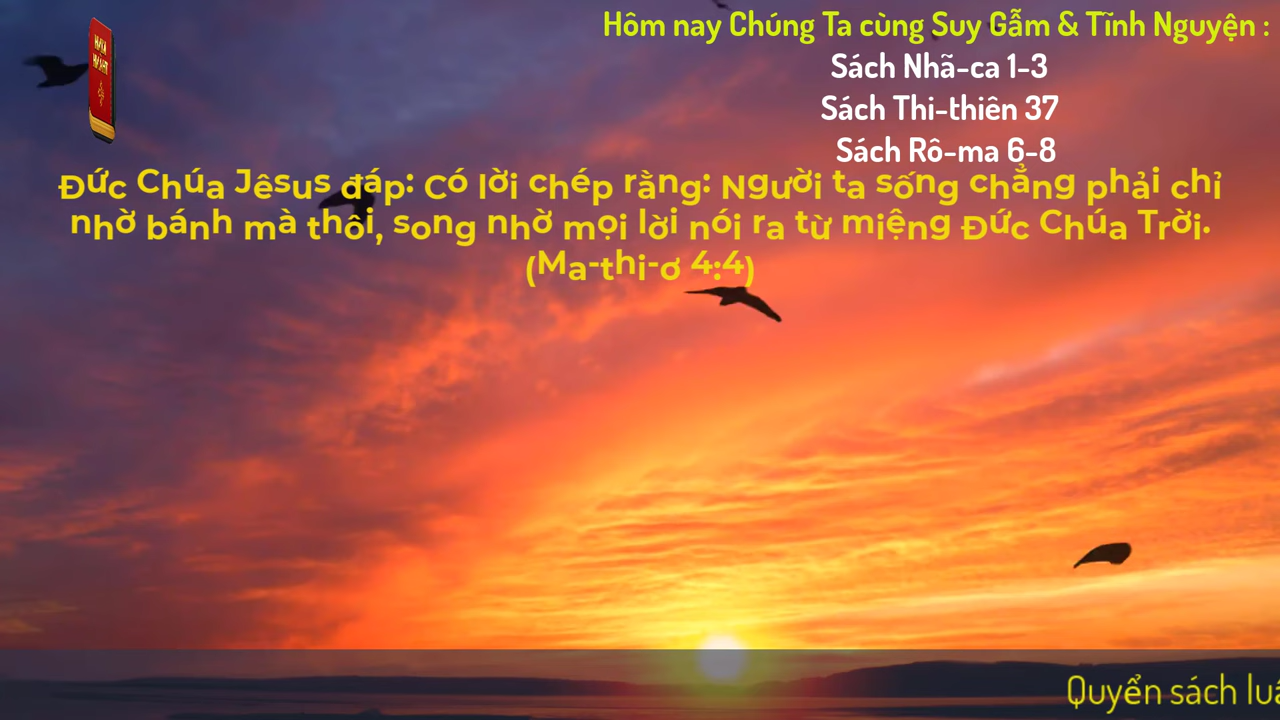 Hôm nay Chúng Ta cùng Suy Gẫm & Tĩnh Nguyện :
Sách Nhã-ca 1-3
Sách Thi-thiên 37
Sách Rô-ma 6-8
KINH
THÁNH
Đức Chúa Jêsus đáp: Có lời chép rằng: Người ta sống chẳng phải chỉ
nhờ bánh mà thôi, song nhờ mọi lời nói ra từ miệng Đức Chúa Trời.
(Ma-thi-ơ 4:4)
Quyển sách luậ